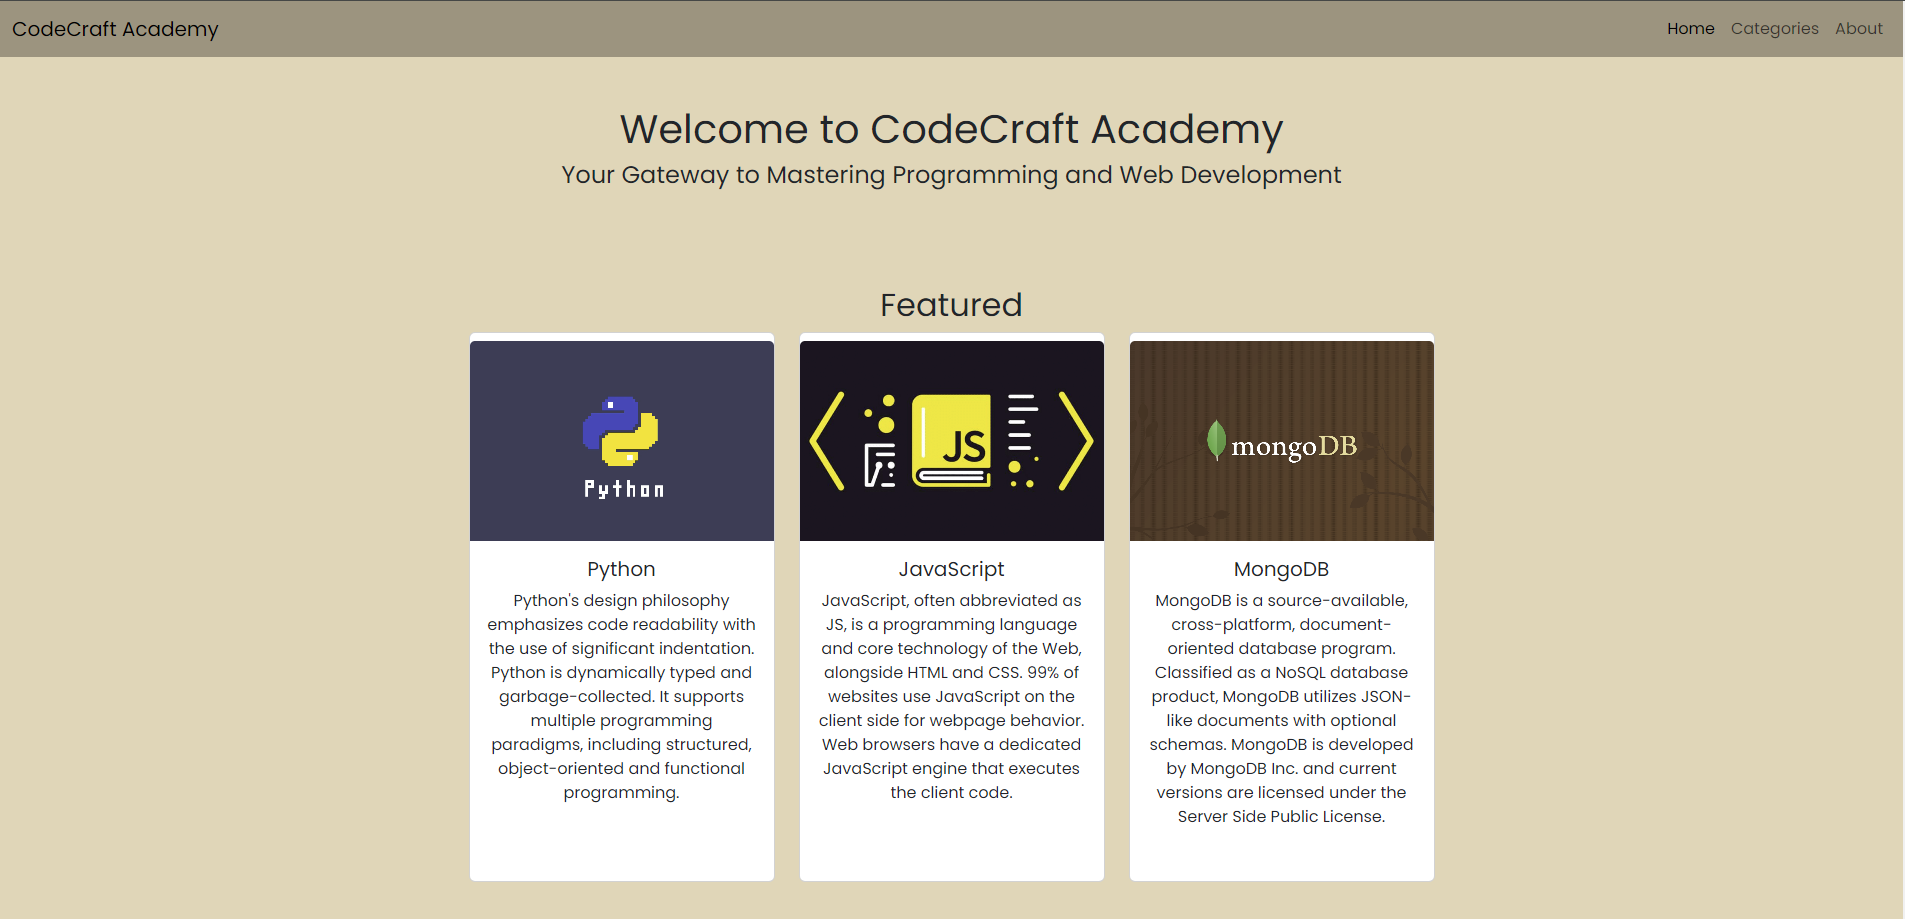 CodeCraft Academy
Home Categories About
Welcome to CodeCraft Academy
Your Gateway to Mastering Programming and Web Development
Featured
Python
JS
mongoDB
Python
Python's design philosophy
emphasizes code readability with
the use of significant indentation.
Python is dynamically typed and
garbage-collected. It supports
multiple programming
paradigms, including structured,
object-oriented and functional
programming.
JavaScript
JavaScript, often abbreviated as
JS, is a programming language
and core technology of the Web,
alongside HTML and CSS. 99% of
websites use JavaScript on the
client side for webpage behavior.
Web browsers have a dedicated
JavaScript engine that executes
the client code.
MongoDB
MongoDB is a source-available,
cross-platform, document-
oriented database program.
Classified as a NoSQL database
product, MongoDB utilizes JSON-
like documents with optional
schemas. MongoDB is developed
by MongoDB Inc. and current
versions are licensed under the
Server Side Public License.